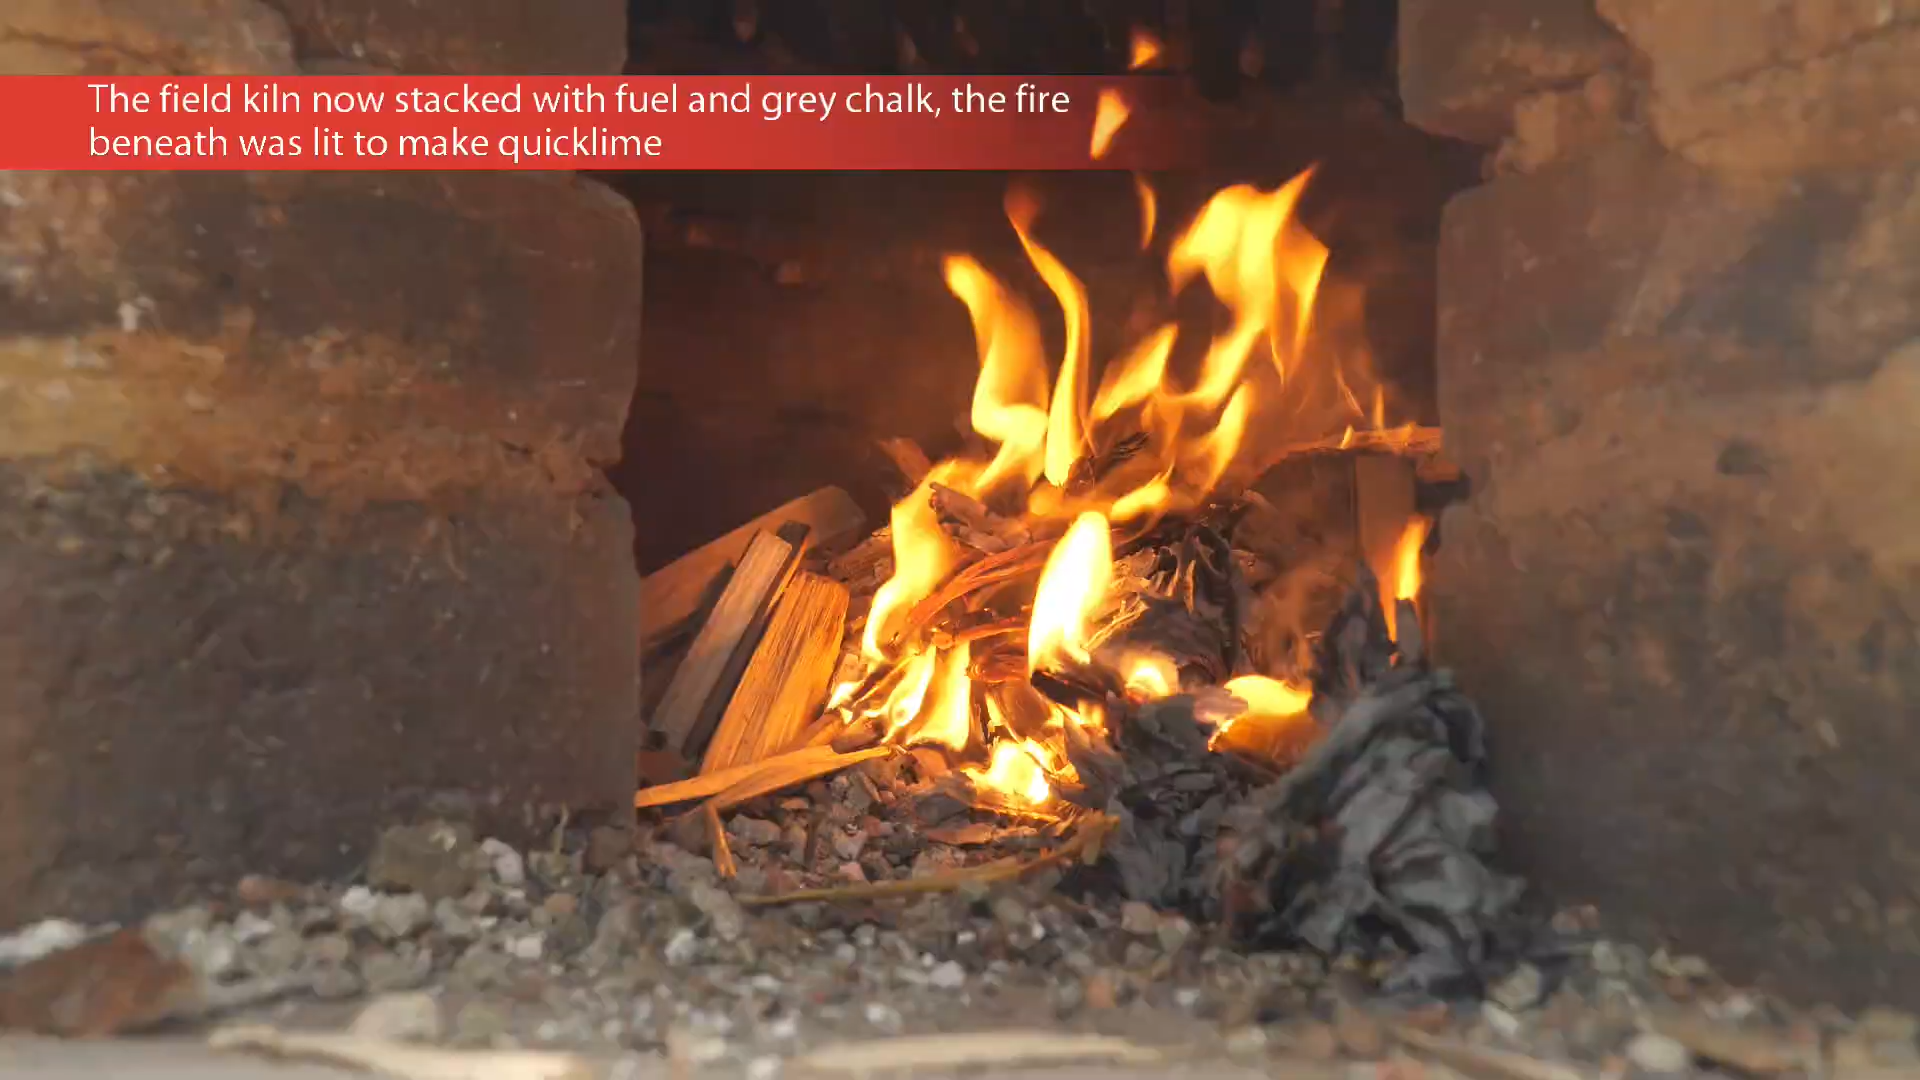 The field kiln now stacked with fuel and grey chalk, the fire
beneath was lit to make quicklime